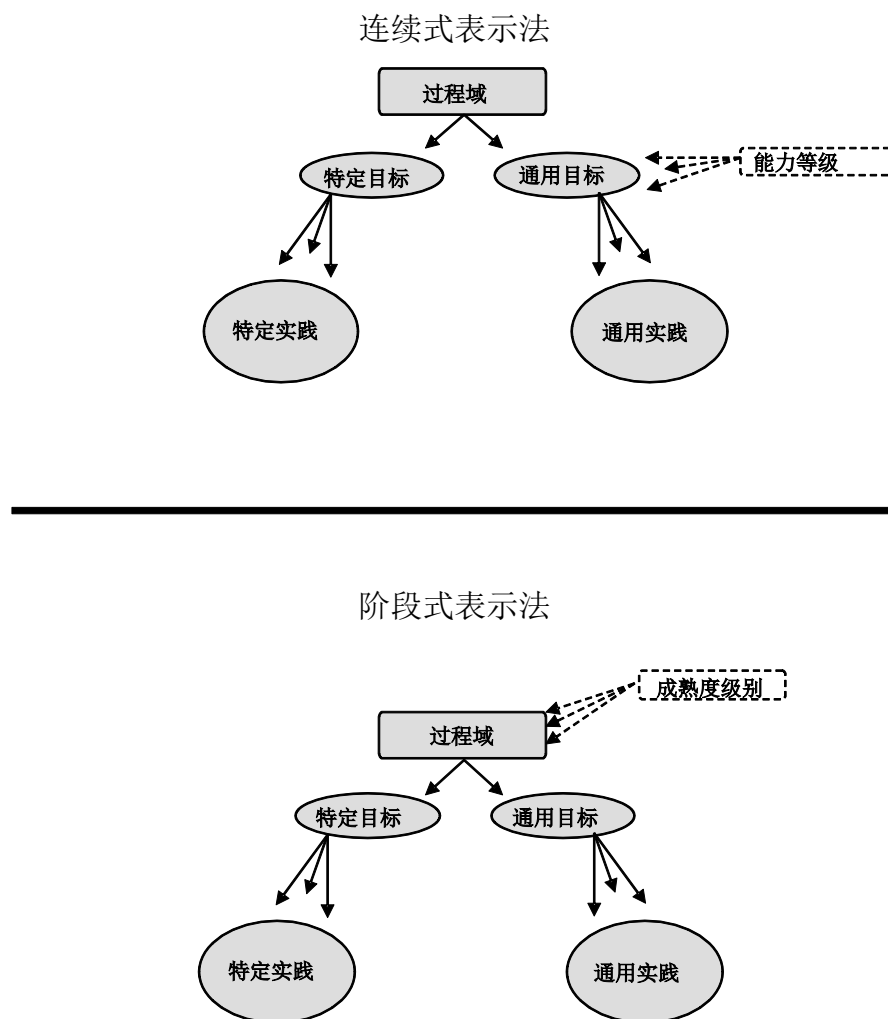 连续式表示法
过程域
特定目标
通用目标
能力等级
特定实践
通用实践
阶段式表示法
成熟度级别
过程域
特定目标
通用目标
特定实践
通用实践